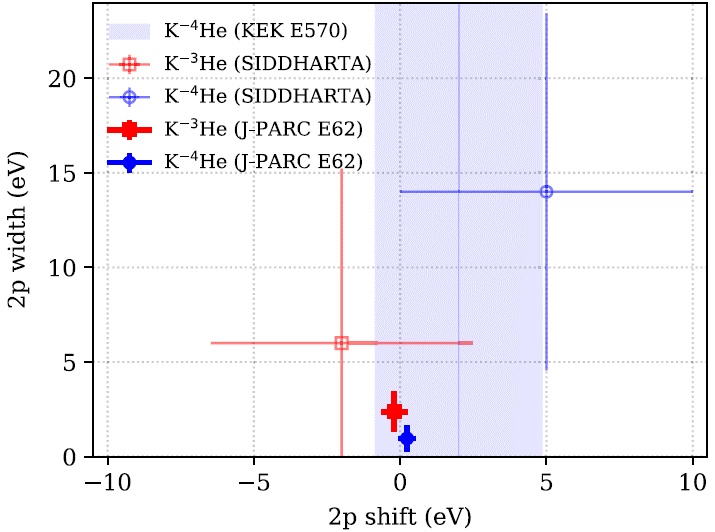 K⁻⁴He (KEK E570)
K⁻³He (SIDDHARTA)
K⁻⁴He (SIDDHARTA)
K⁻³He (J-PARC E62)
K⁻⁴He (J-PARC E62)
2p width (eV)
20
15
10
5
0
−10
−5
0
5
10
2p shift (eV)